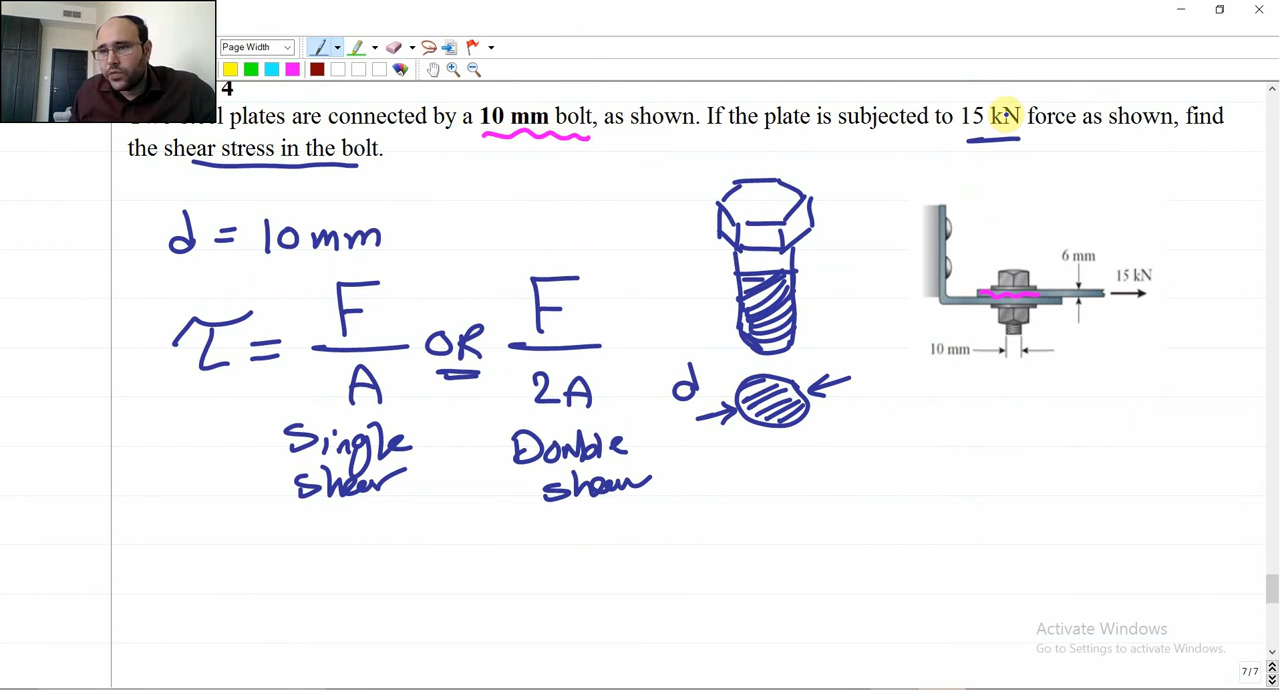 Page Width
4
steel plates are connected by a 10 mm bolt, as shown. If the plate is subjected to 15 kN force as shown, find
the shear stress in the bolt.
d = 10 mm
τ = F/A OR F/2A
Single shear
Double shear
d
6 mm
15 kN
10 mm
Activate Windows
Go to Settings to activate Windows.
7/7